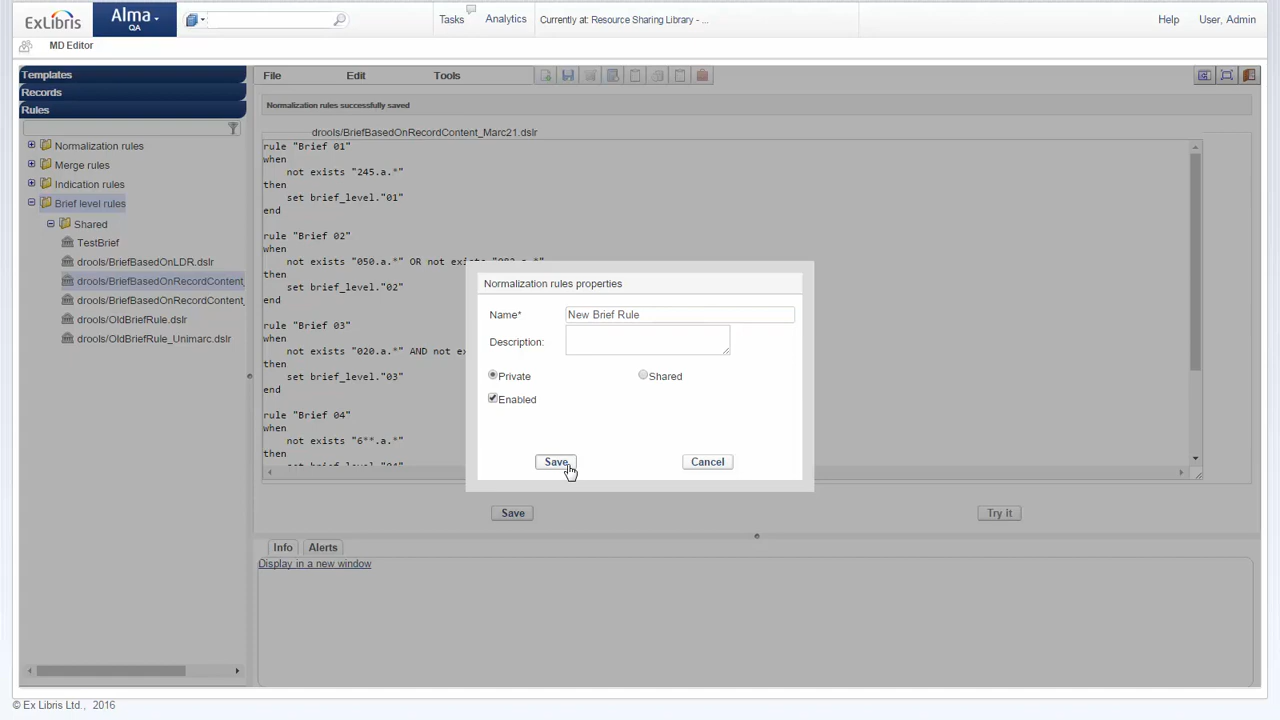 ExLibris
Alma
QA
Tasks
Analytics
Currently at: Resource Sharing Library - ...
Help
User, Admin
MD Editor
Templates
Records
Rules
Normalization rules
Merge rules
Indication rules
Brief level rules
Shared
TestBrief
drools/BriefBasedOnLDR.dslr
drools/BriefBasedOnRecordContent_
drools/BriefBasedOnRecordContent_
drools/OldBriefRule.dslr
drools/OldBriefRule_Unimarc.dslr
File
Edit
Tools
Normalization rules successfully saved
drools/BriefBasedOnRecordContent_Marc21.dslr
rule "Brief 01"
when
not exists "245.a.*"
then
set brief_level."01"
end
rule "Brief 02"
when
not exists "050.a.*" OR not exists
then
set brief_level."02"
end
rule "Brief 03"
when
not exists "020.a.*" AND not ex
then
set brief_level."03"
end
rule "Brief 04"
when
not exists "6**.a.*"
then
Normalization rules properties
Name*
New Brief Rule
Description:
Private
Shared
Enabled
Save
Cancel
Save
Try it
Info
Alerts
Display in a new window
© Ex Libris Ltd., 2016